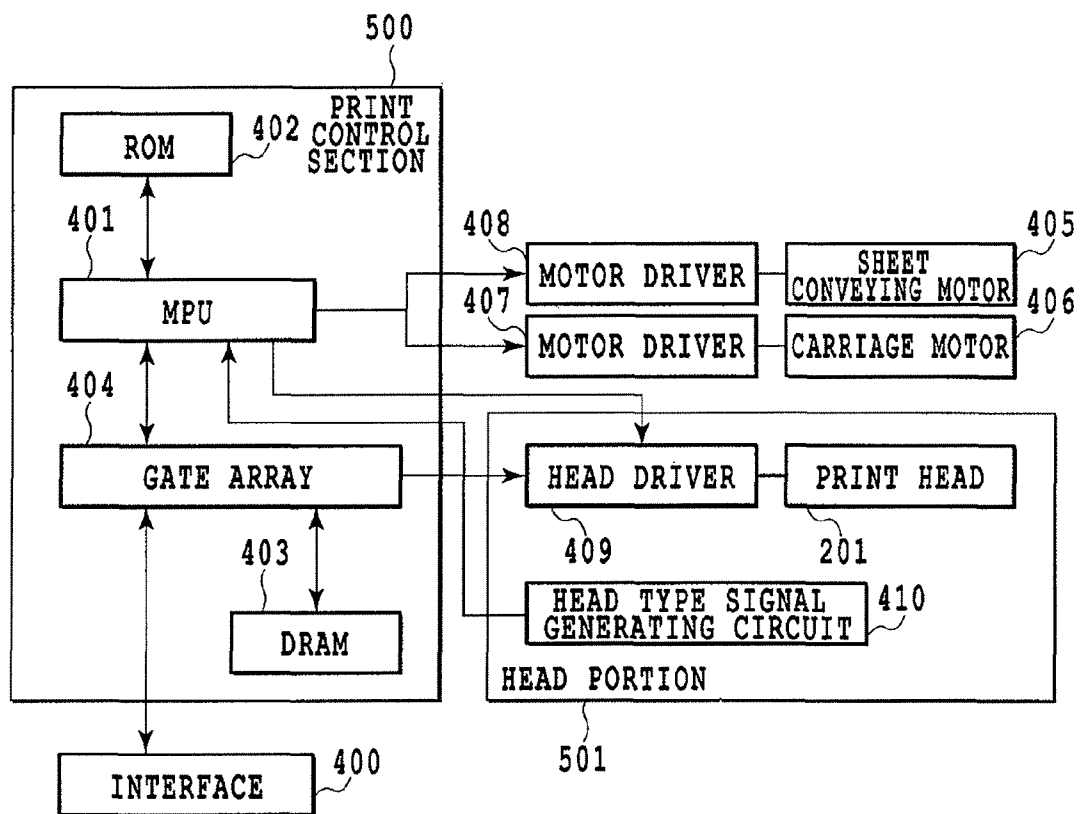 500
PRINT
CONTROL
SECTION
ROM
402
401
MPU
408
MOTOR DRIVER
405
SHEET
CONVEYING MOTOR
407
MOTOR DRIVER
406
CARRIAGE MOTOR
404
GATE ARRAY
HEAD DRIVER
409
PRINT HEAD
201
403
DRAM
HEAD TYPE SIGNAL
GENERATING CIRCUIT
410
HEAD PORTION
501
INTERFACE
400